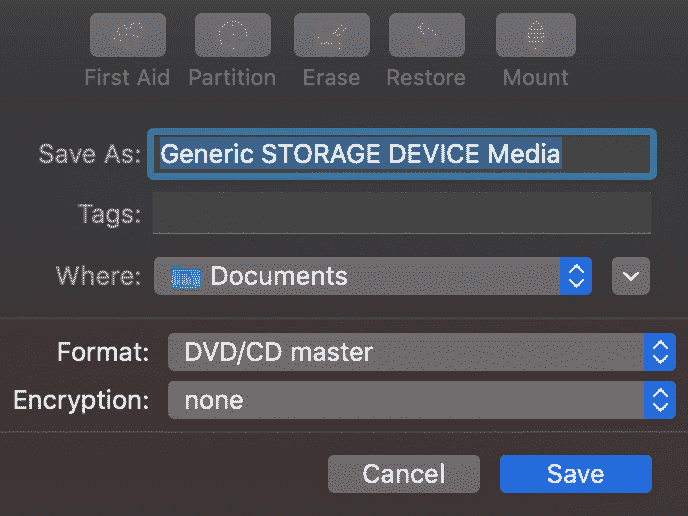 First Aid Partition Erase Restore Mount
Save As: Generic STORAGE DEVICE Media
Tags:
Where: Documents
Format: DVD/CD master
Encryption: none
Cancel Save